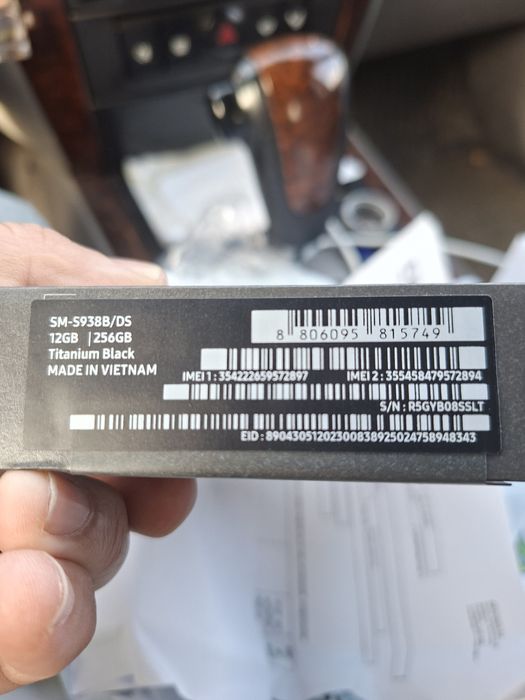 SM-S938B/DS
12GB | 256GB
Titanium Black
MADE IN VIETNAM
8 806095 815749
IMEI 1 : 354222659572897 IMEI 2 : 355458479572894
S/N : R5GYB08SSLT
EID : 89043051202300838925024758948343